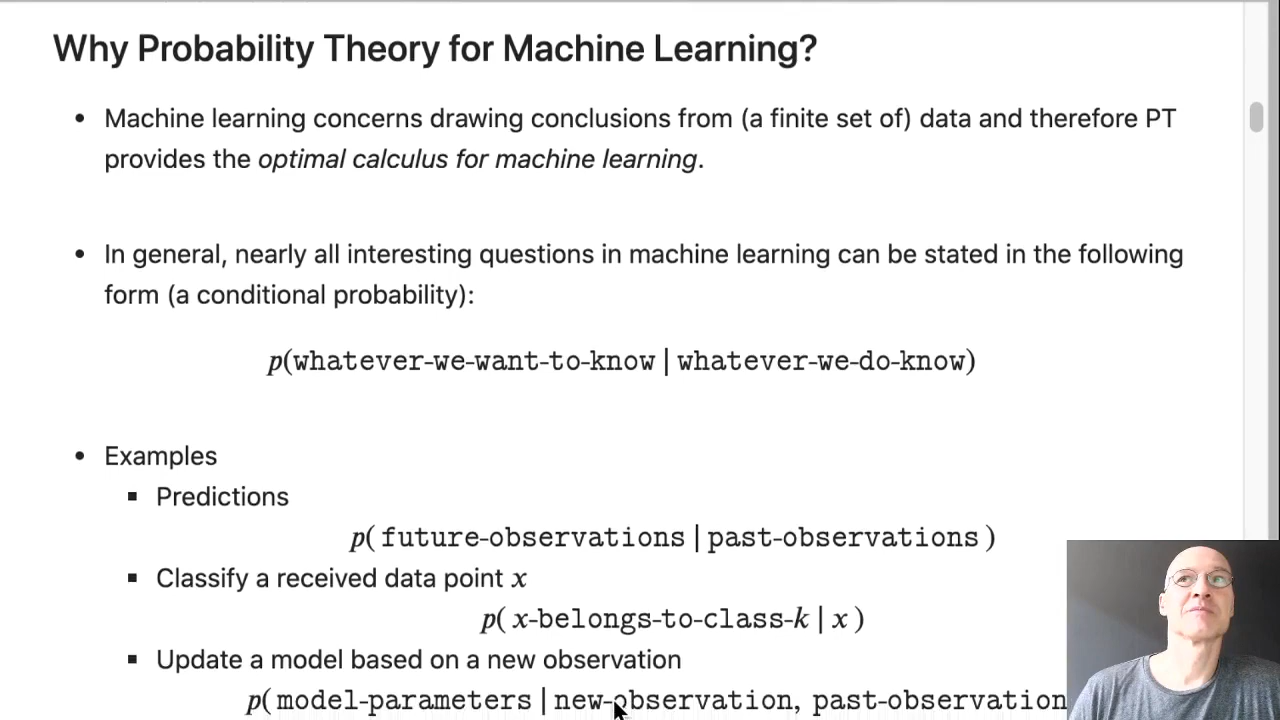 Why Probability Theory for Machine Learning?
• Machine learning concerns drawing conclusions from (a finite set of) data and therefore PT
provides the optimal calculus for machine learning.
• In general, nearly all interesting questions in machine learning can be stated in the following
form (a conditional probability):
p(whatever-we-want-to-know | whatever-we-do-know)
• Examples
▪ Predictions
p( future-observations | past-observations )
▪ Classify a received data point x
p( x-belongs-to-class-k | x )
▪ Update a model based on a new observation
p( model-parameters | new-observation, past-observation